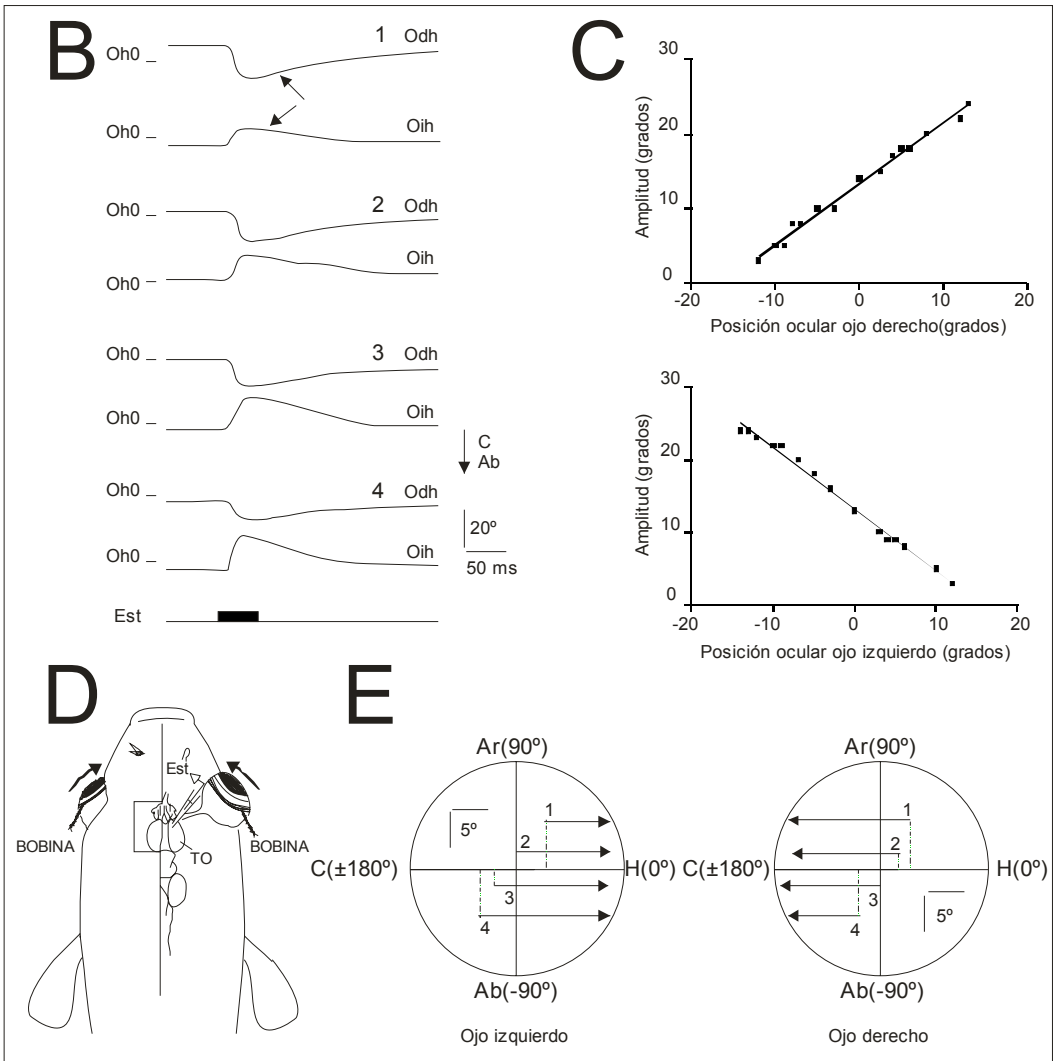 B
1 Odh
Oh0 _
Oih
Oh0 _
2 Odh
Oh0 _
Oih
Oh0 _
3 Odh
Oh0 _
Oih
Oh0 _
C
Ab
4 Odh
Oh0 _
20º
Oih
Oh0 _
50 ms
Est
C
30
20
10
0
Amplitud (grados)
-20 -10 0 10 20
Posición ocular ojo derecho(grados)
30
20
10
0
Amplitud (grados)
-20 -10 0 10 20
Posición ocular ojo izquierdo (grados)
D
Est
BOBINA
TO
BOBINA
E
Ar(90º)
5º
1
2
C(±180º)
H(0º)
3
4
Ab(-90º)
Ojo izquierdo
Ar(90º)
1
2
C(±180º)
H(0º)
3
5º
4
Ab(-90º)
Ojo derecho